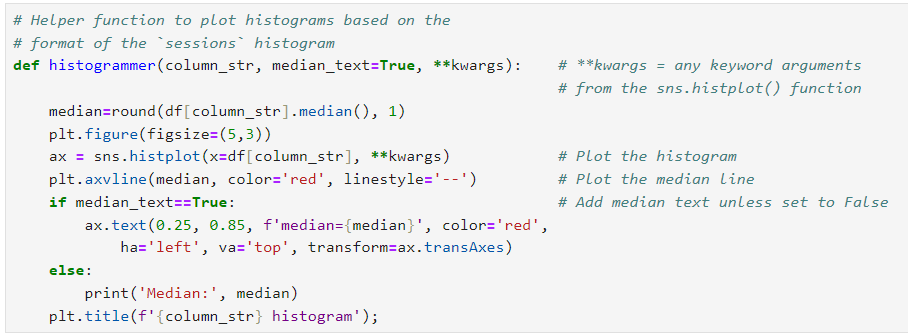 # Helper function to plot histograms based on the
# format of the `sessions` histogram
def histogrammer(column_str, median_text=True, **kwargs):    # **kwargs = any keyword arguments
                                                             # from the sns.histplot() function
    median=round(df[column_str].median(), 1)
    plt.figure(figsize=(5,3))
    ax = sns.histplot(x=df[column_str], **kwargs)            # Plot the histogram
    plt.axvline(median, color='red', linestyle='--')         # Plot the median line
    if median_text==True:                                    # Add median text unless set to False
        ax.text(0.25, 0.85, f'median={median}', color='red',
            ha='left', va='top', transform=ax.transAxes)
    else:
        print('Median:', median)
    plt.title(f'{column_str} histogram');